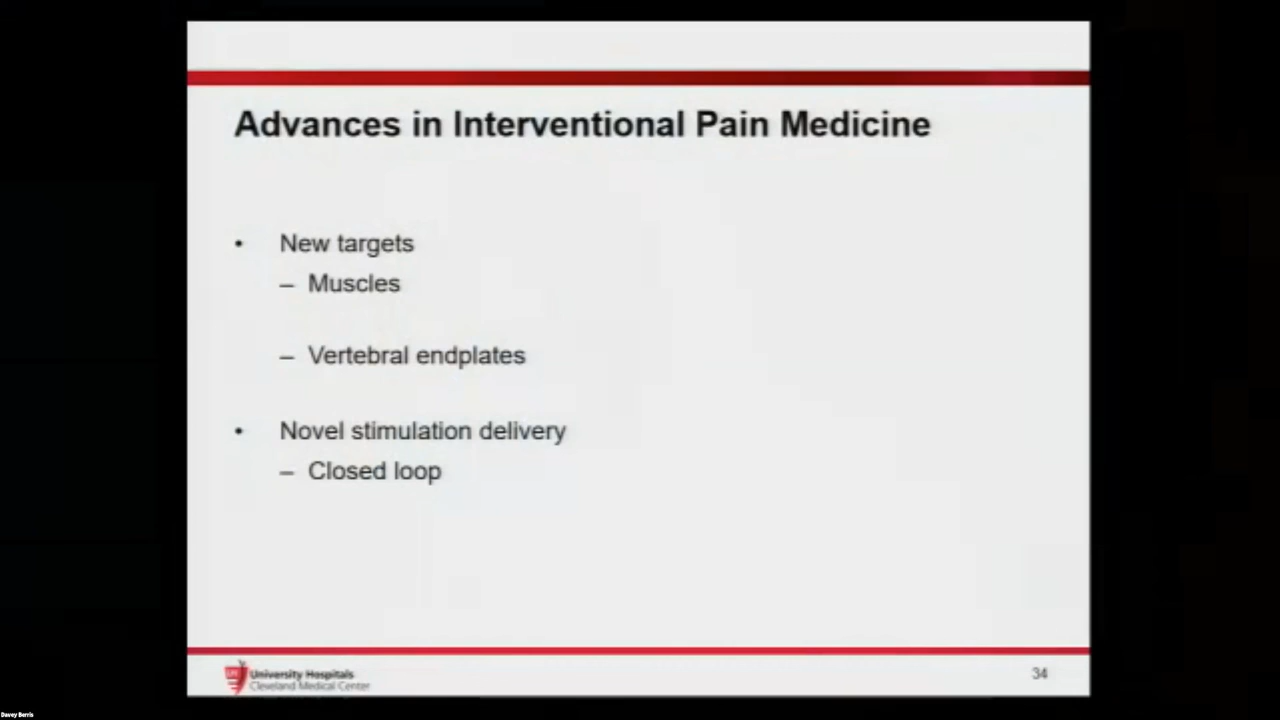 Advances in Interventional Pain Medicine
• New targets
– Muscles
– Vertebral endplates
• Novel stimulation delivery
– Closed loop
UH
University Hospitals
Cleveland Medical Center
34
Davey Berris